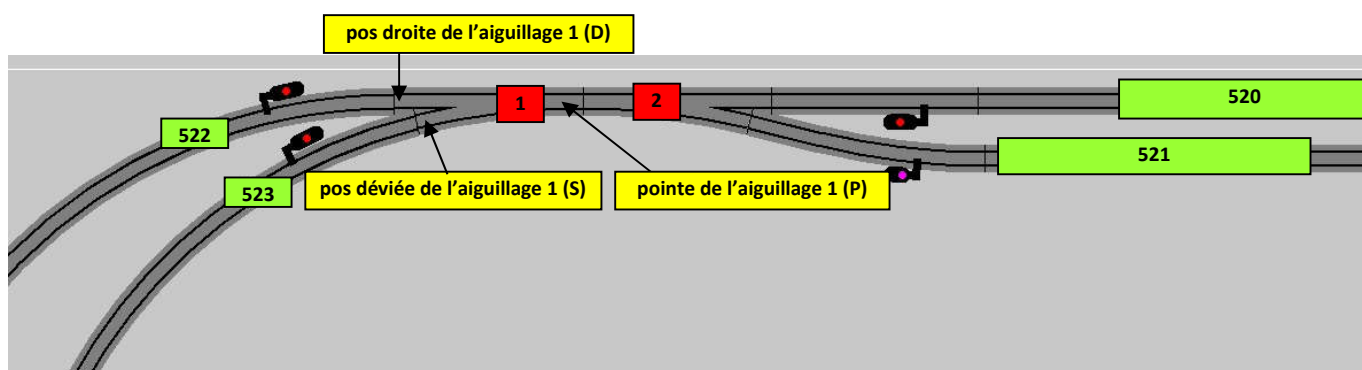 pos droite de l'aiguillage 1 (D)
1
2
520
522
521
523
pos déviée de l'aiguillage 1 (S)
pointe de l'aiguillage 1 (P)